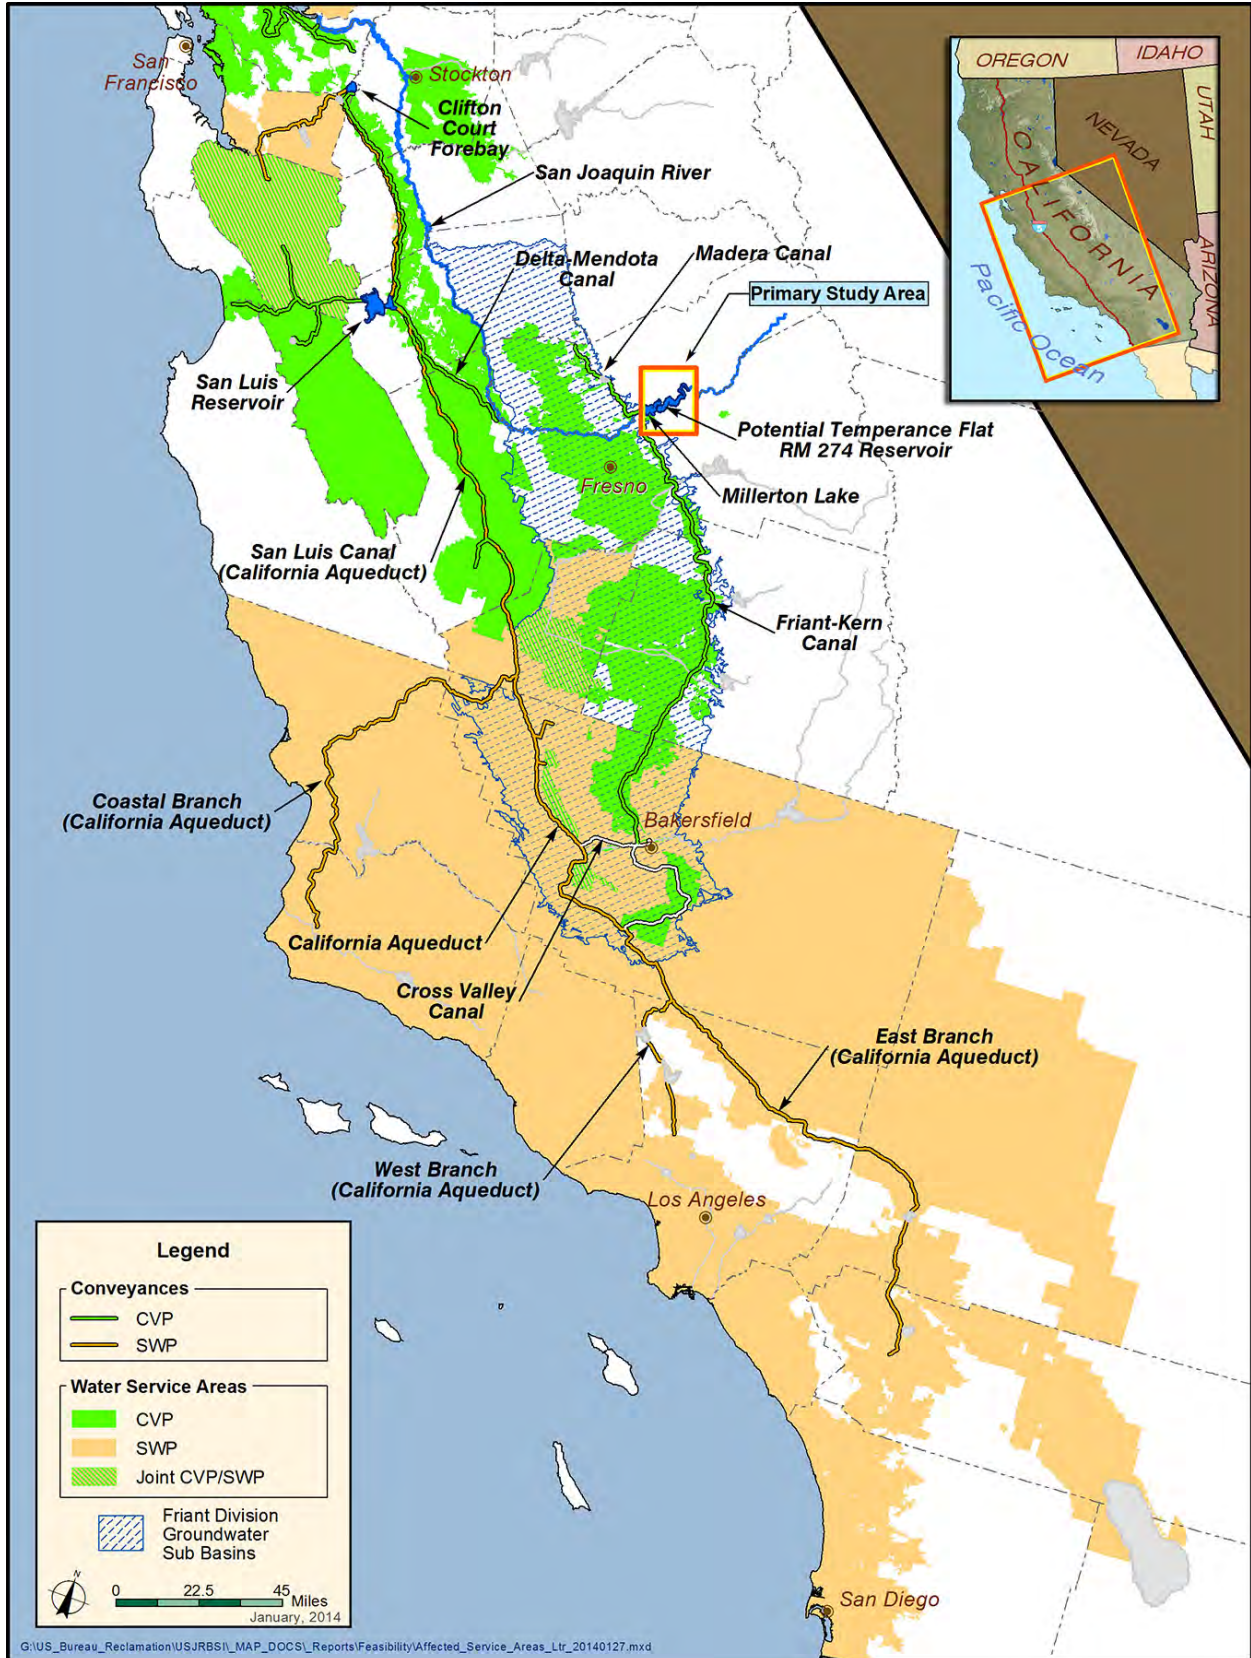 OREGON
IDAHO
UTAH
NEVADA
CALIFORNIA
5
ARIZONA
Pacific Ocean
San
Francisco
Stockton
Clifton
Court
Forebay
San Joaquin River
Delta-Mendota
Canal
Madera Canal
Primary Study Area
San Luis
Reservoir
Potential Temperance Flat
RM 274 Reservoir
Fresno
Millerton Lake
San Luis Canal
(California Aqueduct)
Friant-Kern
Canal
Coastal Branch
(California Aqueduct)
Bakersfield
California Aqueduct
Cross Valley
Canal
East Branch
(California Aqueduct)
West Branch
(California Aqueduct)
Los Angeles
San Diego
Legend
Conveyances
CVP
SWP
Water Service Areas
CVP
SWP
Joint CVP/SWP
Friant Division
Groundwater
Sub Basins
N
0 22.5 45 Miles
January, 2014
G:\US_Bureau_Reclamation\USJRBSI\_MAP_DOCS\_Reports\Feasibility\Affected_Service_Areas_Ltr_20140127.mxd